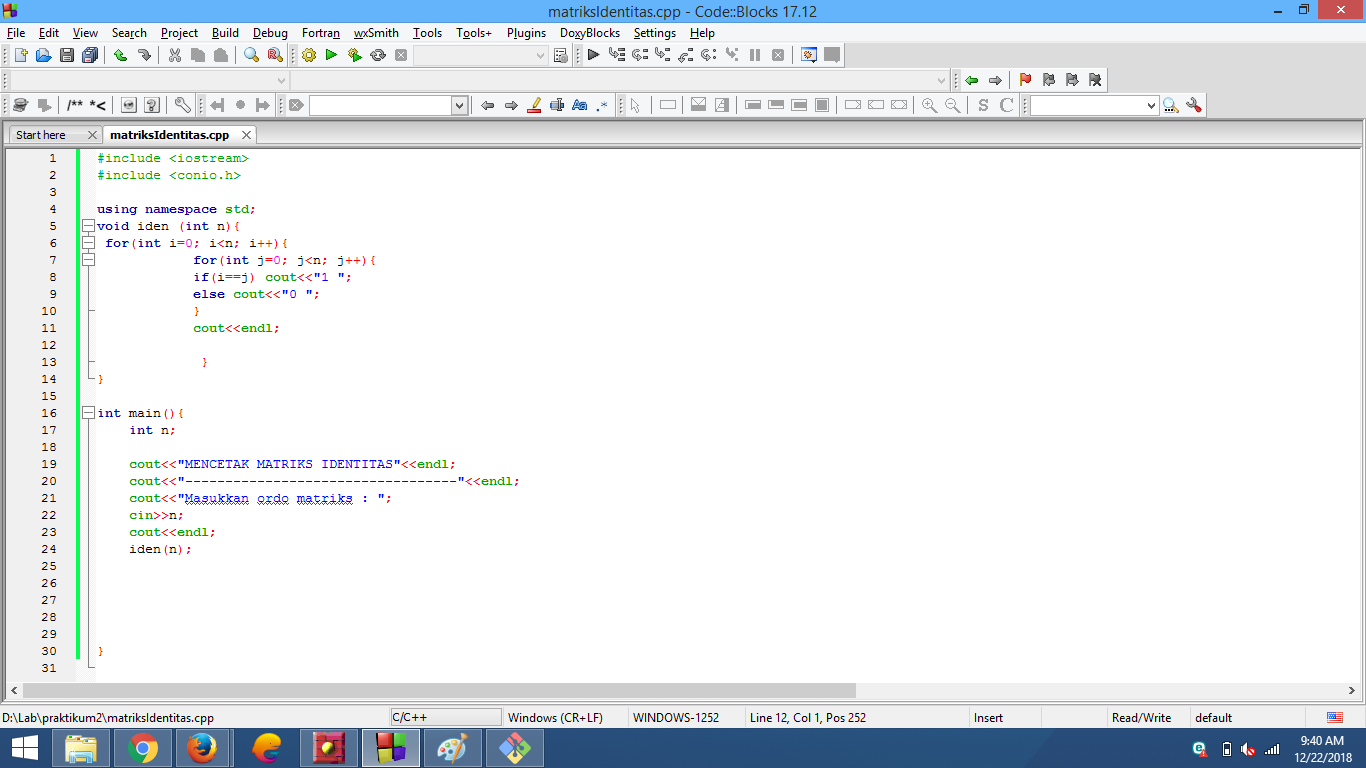 matriksIdentitas.cpp - Code::Blocks 17.12
File Edit View Search Project Build Debug Fortran wxSmith Tools Tools+ Plugins DoxyBlocks Settings Help
/** *<
Aa .*
S C
Start here matriksIdentitas.cpp
1 #include <iostream>
2 #include <conio.h>
3
4 using namespace std;
5 void iden (int n){
6 for(int i=0; i<n; i++){
7 for(int j=0; j<n; j++){
8 if(i==j) cout<<"1 ";
9 else cout<<"0 ";
10 }
11 cout<<endl;
12
13 }
14 }
15
16 int main(){
17 int n;
18
19 cout<<"MENCETAK MATRIKS IDENTITAS"<<endl;
20 cout<<"----------------------------------"<<endl;
21 cout<<"Masukkan ordo matriks : ";
22 cin>>n;
23 cout<<endl;
24 iden(n);
25
26
27
28
29
30 }
31
D:\Lab\praktikum2\matriksIdentitas.cpp C/C++ Windows (CR+LF) WINDOWS-1252 Line 12, Col 1, Pos 252 Insert Read/Write default
9:40 AM
12/22/2018